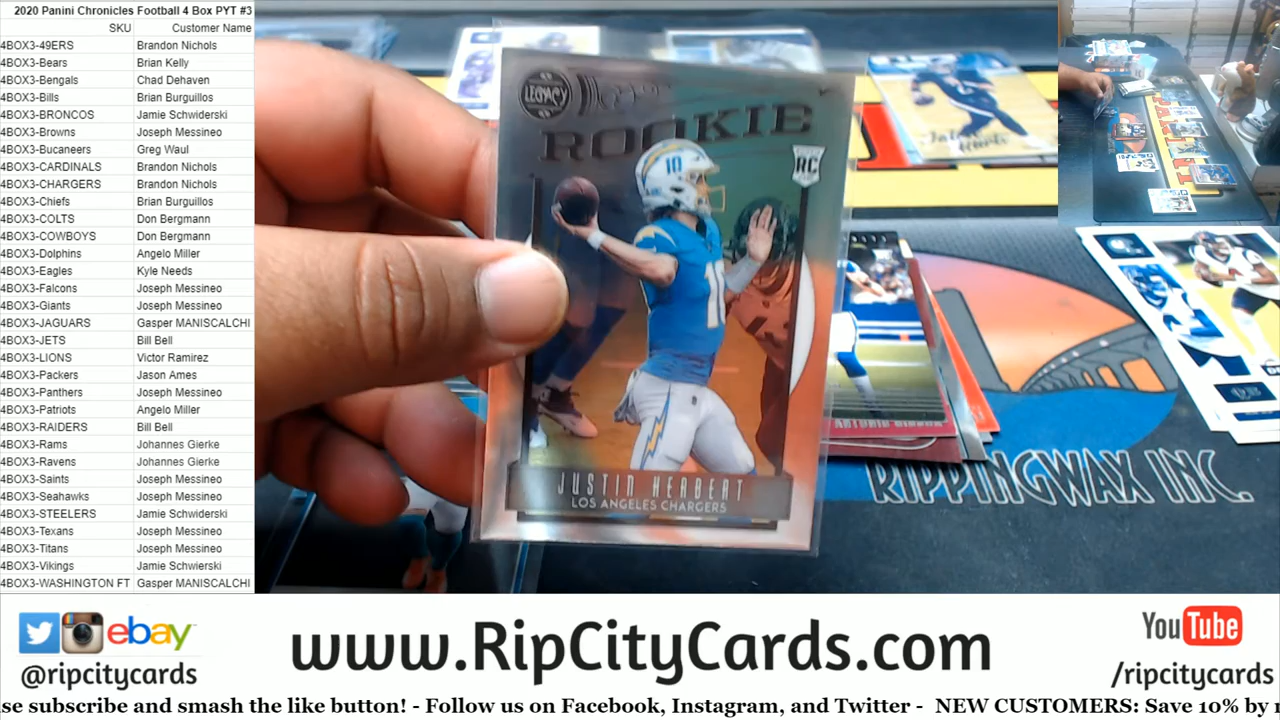 2020 Panini Chronicles Football 4 Box PYT #3
SKU Customer Name
4BOX3-49ERS Brandon Nichols
4BOX3-Bears Brian Kelly
4BOX3-Bengals Chad Dehaven
4BOX3-Bills Brian Burguillos
4BOX3-BRONCOS Jamie Schwiderski
4BOX3-Browns Joseph Messineo
4BOX3-Bucaneers Greg Waul
4BOX3-CARDINALS Brandon Nichols
4BOX3-CHARGERS Brandon Nichols
4BOX3-Chiefs Brian Burguillos
4BOX3-COLTS Don Bergmann
4BOX3-COWBOYS Don Bergmann
4BOX3-Dolphins Angelo Miller
4BOX3-Eagles Kyle Needs
4BOX3-Falcons Joseph Messineo
4BOX3-Giants Joseph Messineo
4BOX3-JAGUARS Gasper MANISCALCHI
4BOX3-JETS Bill Bell
4BOX3-LIONS Victor Ramirez
4BOX3-Packers Jason Ames
4BOX3-Panthers Joseph Messineo
4BOX3-Patriots Angelo Miller
4BOX3-RAIDERS Bill Bell
4BOX3-Rams Johannes Gierke
4BOX3-Ravens Johannes Gierke
4BOX3-Saints Joseph Messineo
4BOX3-Seahawks Joseph Messineo
4BOX3-STEELERS Jamie Schwiderski
4BOX3-Texans Joseph Messineo
4BOX3-Titans Joseph Messineo
4BOX3-Vikings Jamie Schwierski
4BOX3-WASHINGTON FT Gasper MANISCALCHI
LEGACY
ROOKIE
RC
10
10
JUSTIN HERBERT
LOS ANGELES CHARGERS
Jalen Hurts
ANTONIO GIBSON
RIPPINGWAX INC.
PANINI
ebay
@ripcitycards
www.RipCityCards.com
YouTube
/ripcitycards
se subscribe and smash the like button! - Follow us on Facebook, Instagram, and Twitter - NEW CUSTOMERS: Save 10% by